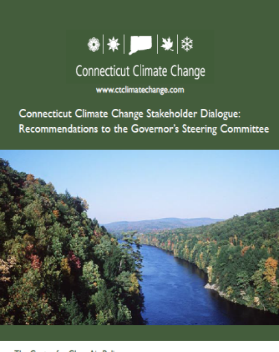 Connecticut Climate Change
www.ctclimatechange.com
Connecticut Climate Change Stakeholder Dialogue:
Recommendations to the Governor's Steering Committee